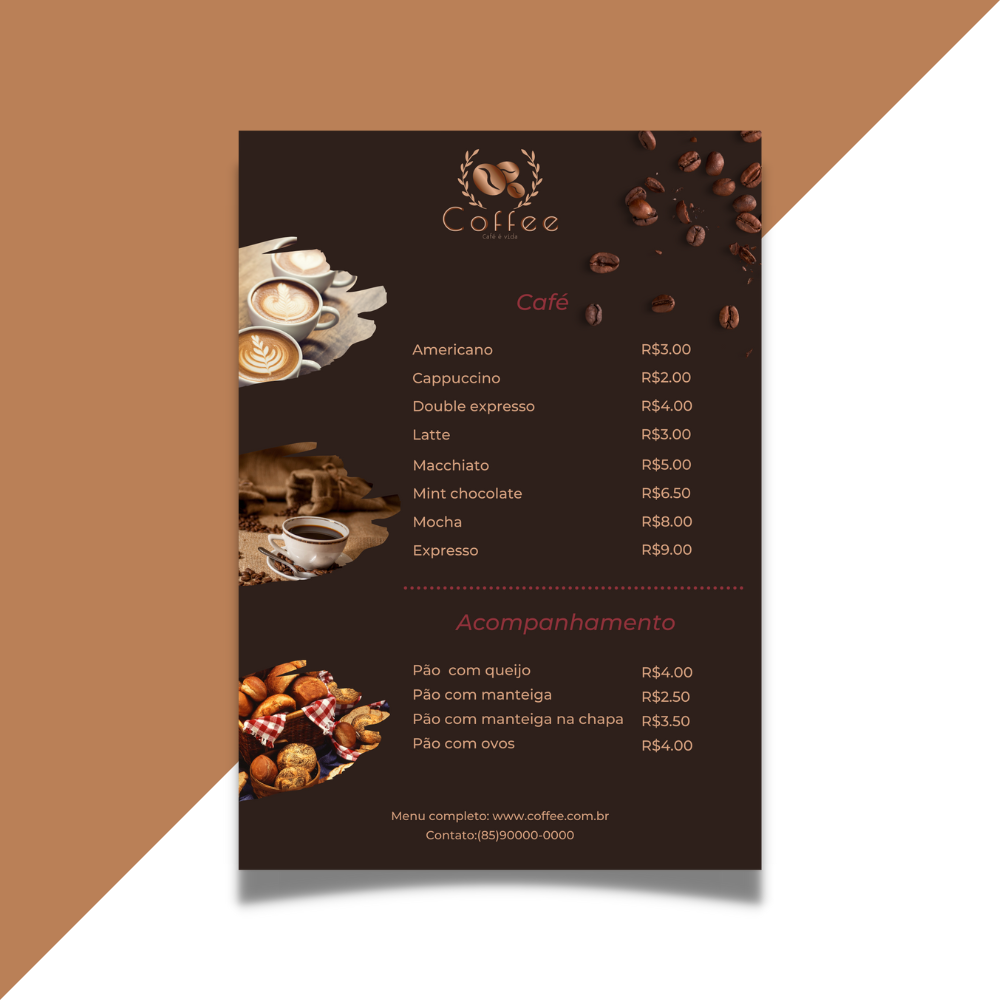 Coffee
Café é vida
Café
Americano R$3.00
Cappuccino R$2.00
Double expresso R$4.00
Latte R$3.00
Macchiato R$5.00
Mint chocolate R$6.50
Mocha R$8.00
Expresso R$9.00
Acompanhamento
Pão com queijo R$4.00
Pão com manteiga R$2.50
Pão com manteiga na chapa R$3.50
Pão com ovos R$4.00
Menu completo: www.coffee.com.br
Contato:(85)90000-0000